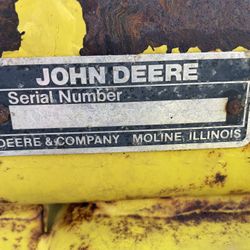 JOHN DEERE
Serial Number
DEERE & COMPANY MOLINE, ILLINOIS